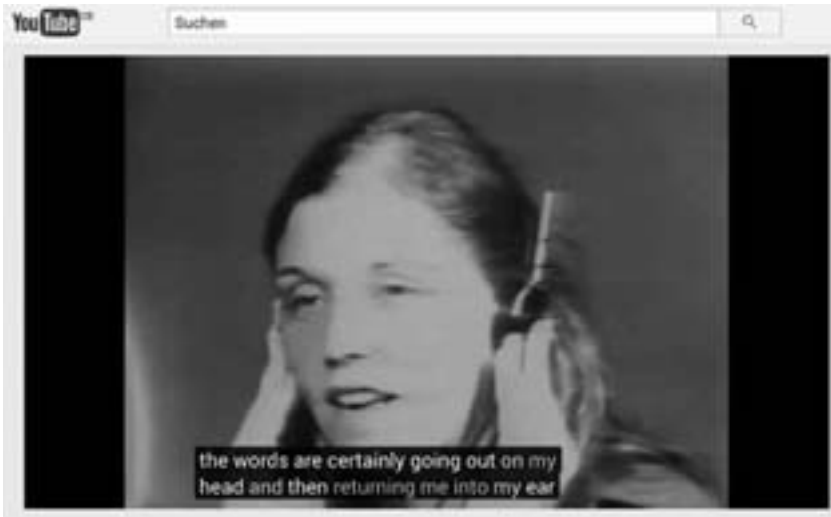 YouTube
Suchen
the words are certainly going out on my
head and then returning me into my ear